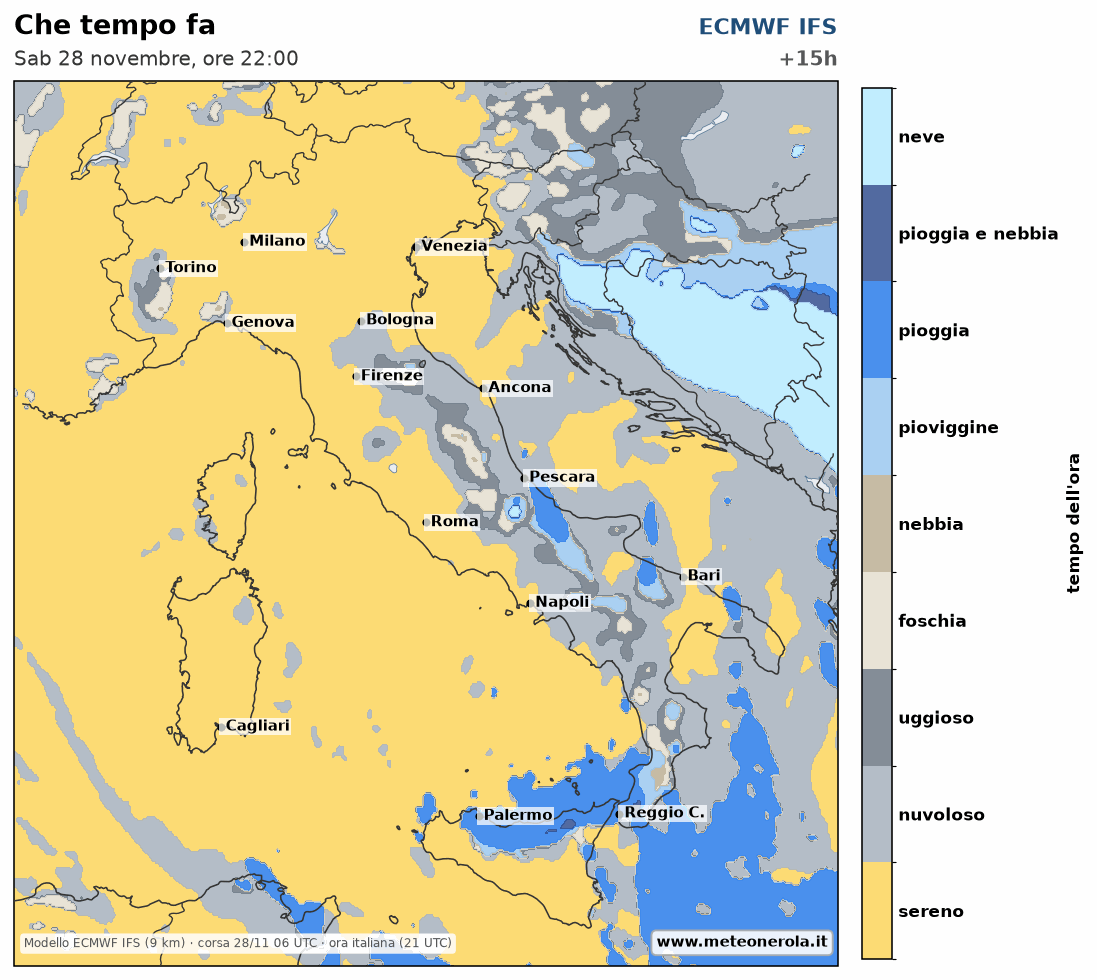 Che tempo fa
ECMWF IFS
Sab 28 novembre, ore 22:00
+15h
neve
pioggia e nebbia
pioggia
pioviggine
nebbia
foschia
uggioso
nuvoloso
sereno
tempo dell'ora
Milano
Venezia
Torino
Genova
Bologna
Firenze
Ancona
Pescara
Roma
Bari
Napoli
Cagliari
Palermo
Reggio C.
Modello ECMWF IFS (9 km) · corsa 28/11 06 UTC · ora italiana (21 UTC)
www.meteonerola.it